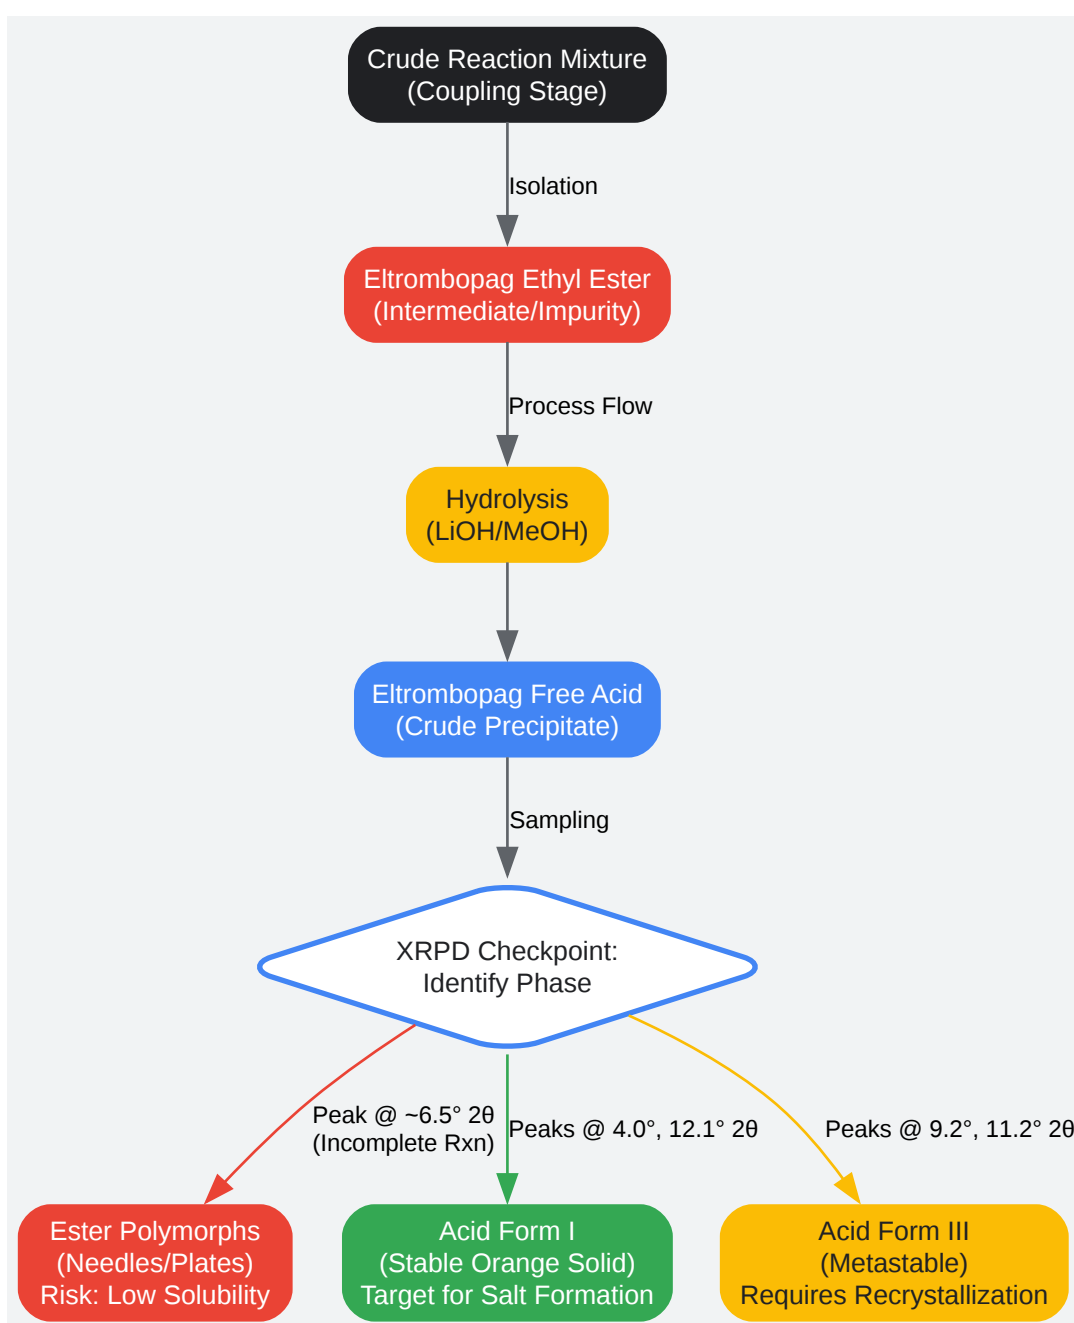 Crude Reaction Mixture
(Coupling Stage)
Isolation
Eltrombopag Ethyl Ester
(Intermediate/Impurity)
Process Flow
Hydrolysis
(LiOH/MeOH)
Eltrombopag Free Acid
(Crude Precipitate)
Sampling
XRPD Checkpoint:
Identify Phase
Peak @ ~6.5° 2θ
(Incomplete Rxn)
Peaks @ 4.0°, 12.1° 2θ
Peaks @ 9.2°, 11.2° 2θ
Ester Polymorphs
(Needles/Plates)
Risk: Low Solubility
Acid Form I
(Stable Orange Solid)
Target for Salt Formation
Acid Form III
(Metastable)
Requires Recrystallization